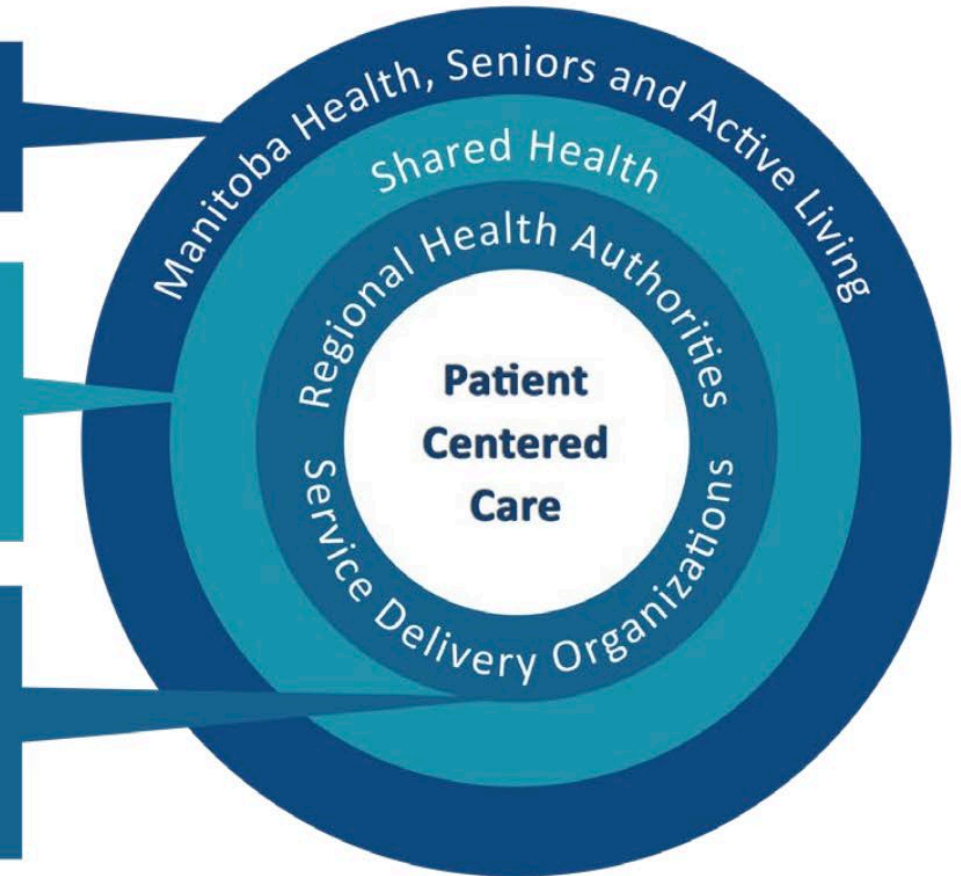 Manitoba Health, Seniors and Active Living
Shared Health
Regional Health Authorities
Patient
Centered
Care
Service Delivery Organizations